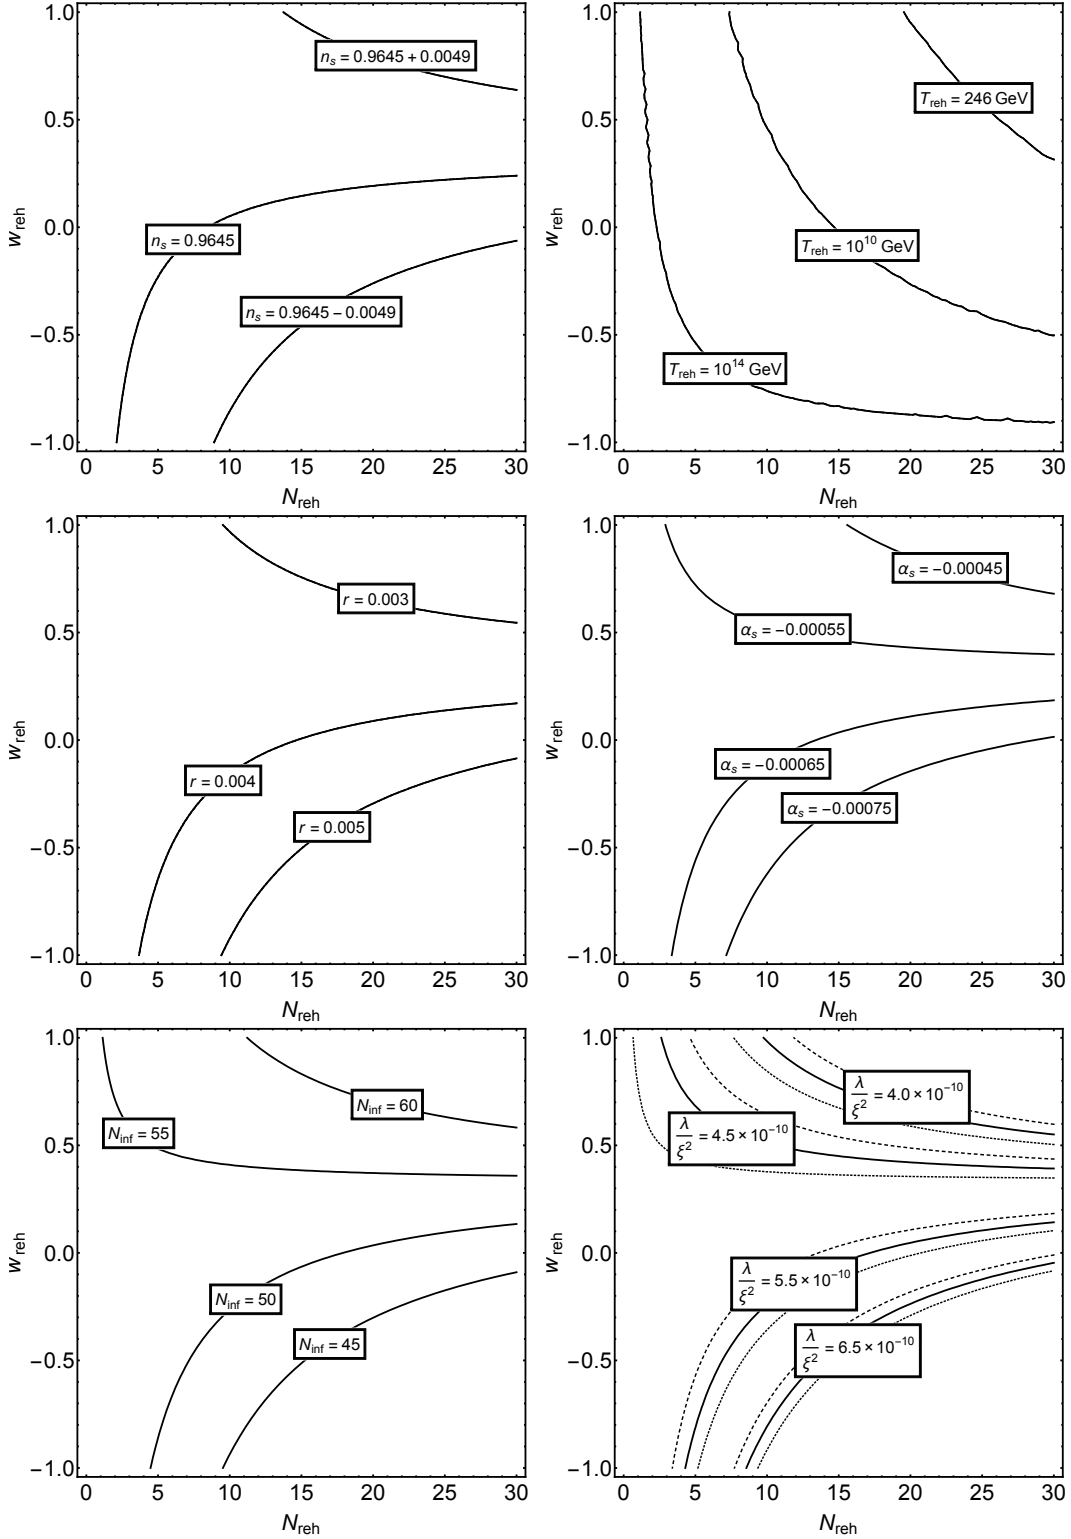 1.0
0.5
0.0
−0.5
−1.0
w_reh
n_s = 0.9645 + 0.0049
n_s = 0.9645
n_s = 0.9645 − 0.0049
0 5 10 15 20 25 30
N_reh
1.0
0.5
0.0
−0.5
−1.0
w_reh
T_reh = 246 GeV
T_reh = 10^10 GeV
T_reh = 10^14 GeV
0 5 10 15 20 25 30
N_reh
1.0
0.5
0.0
−0.5
−1.0
w_reh
r = 0.003
r = 0.004
r = 0.005
0 5 10 15 20 25 30
N_reh
1.0
0.5
0.0
−0.5
−1.0
w_reh
α_s = −0.00045
α_s = −0.00055
α_s = −0.00065
α_s = −0.00075
0 5 10 15 20 25 30
N_reh
1.0
0.5
0.0
−0.5
−1.0
w_reh
N_inf = 60
N_inf = 55
N_inf = 50
N_inf = 45
0 5 10 15 20 25 30
N_reh
1.0
0.5
0.0
−0.5
−1.0
w_reh
λ/ξ² = 4.0 × 10^−10
λ/ξ² = 4.5 × 10^−10
λ/ξ² = 5.5 × 10^−10
λ/ξ² = 6.5 × 10^−10
0 5 10 15 20 25 30
N_reh